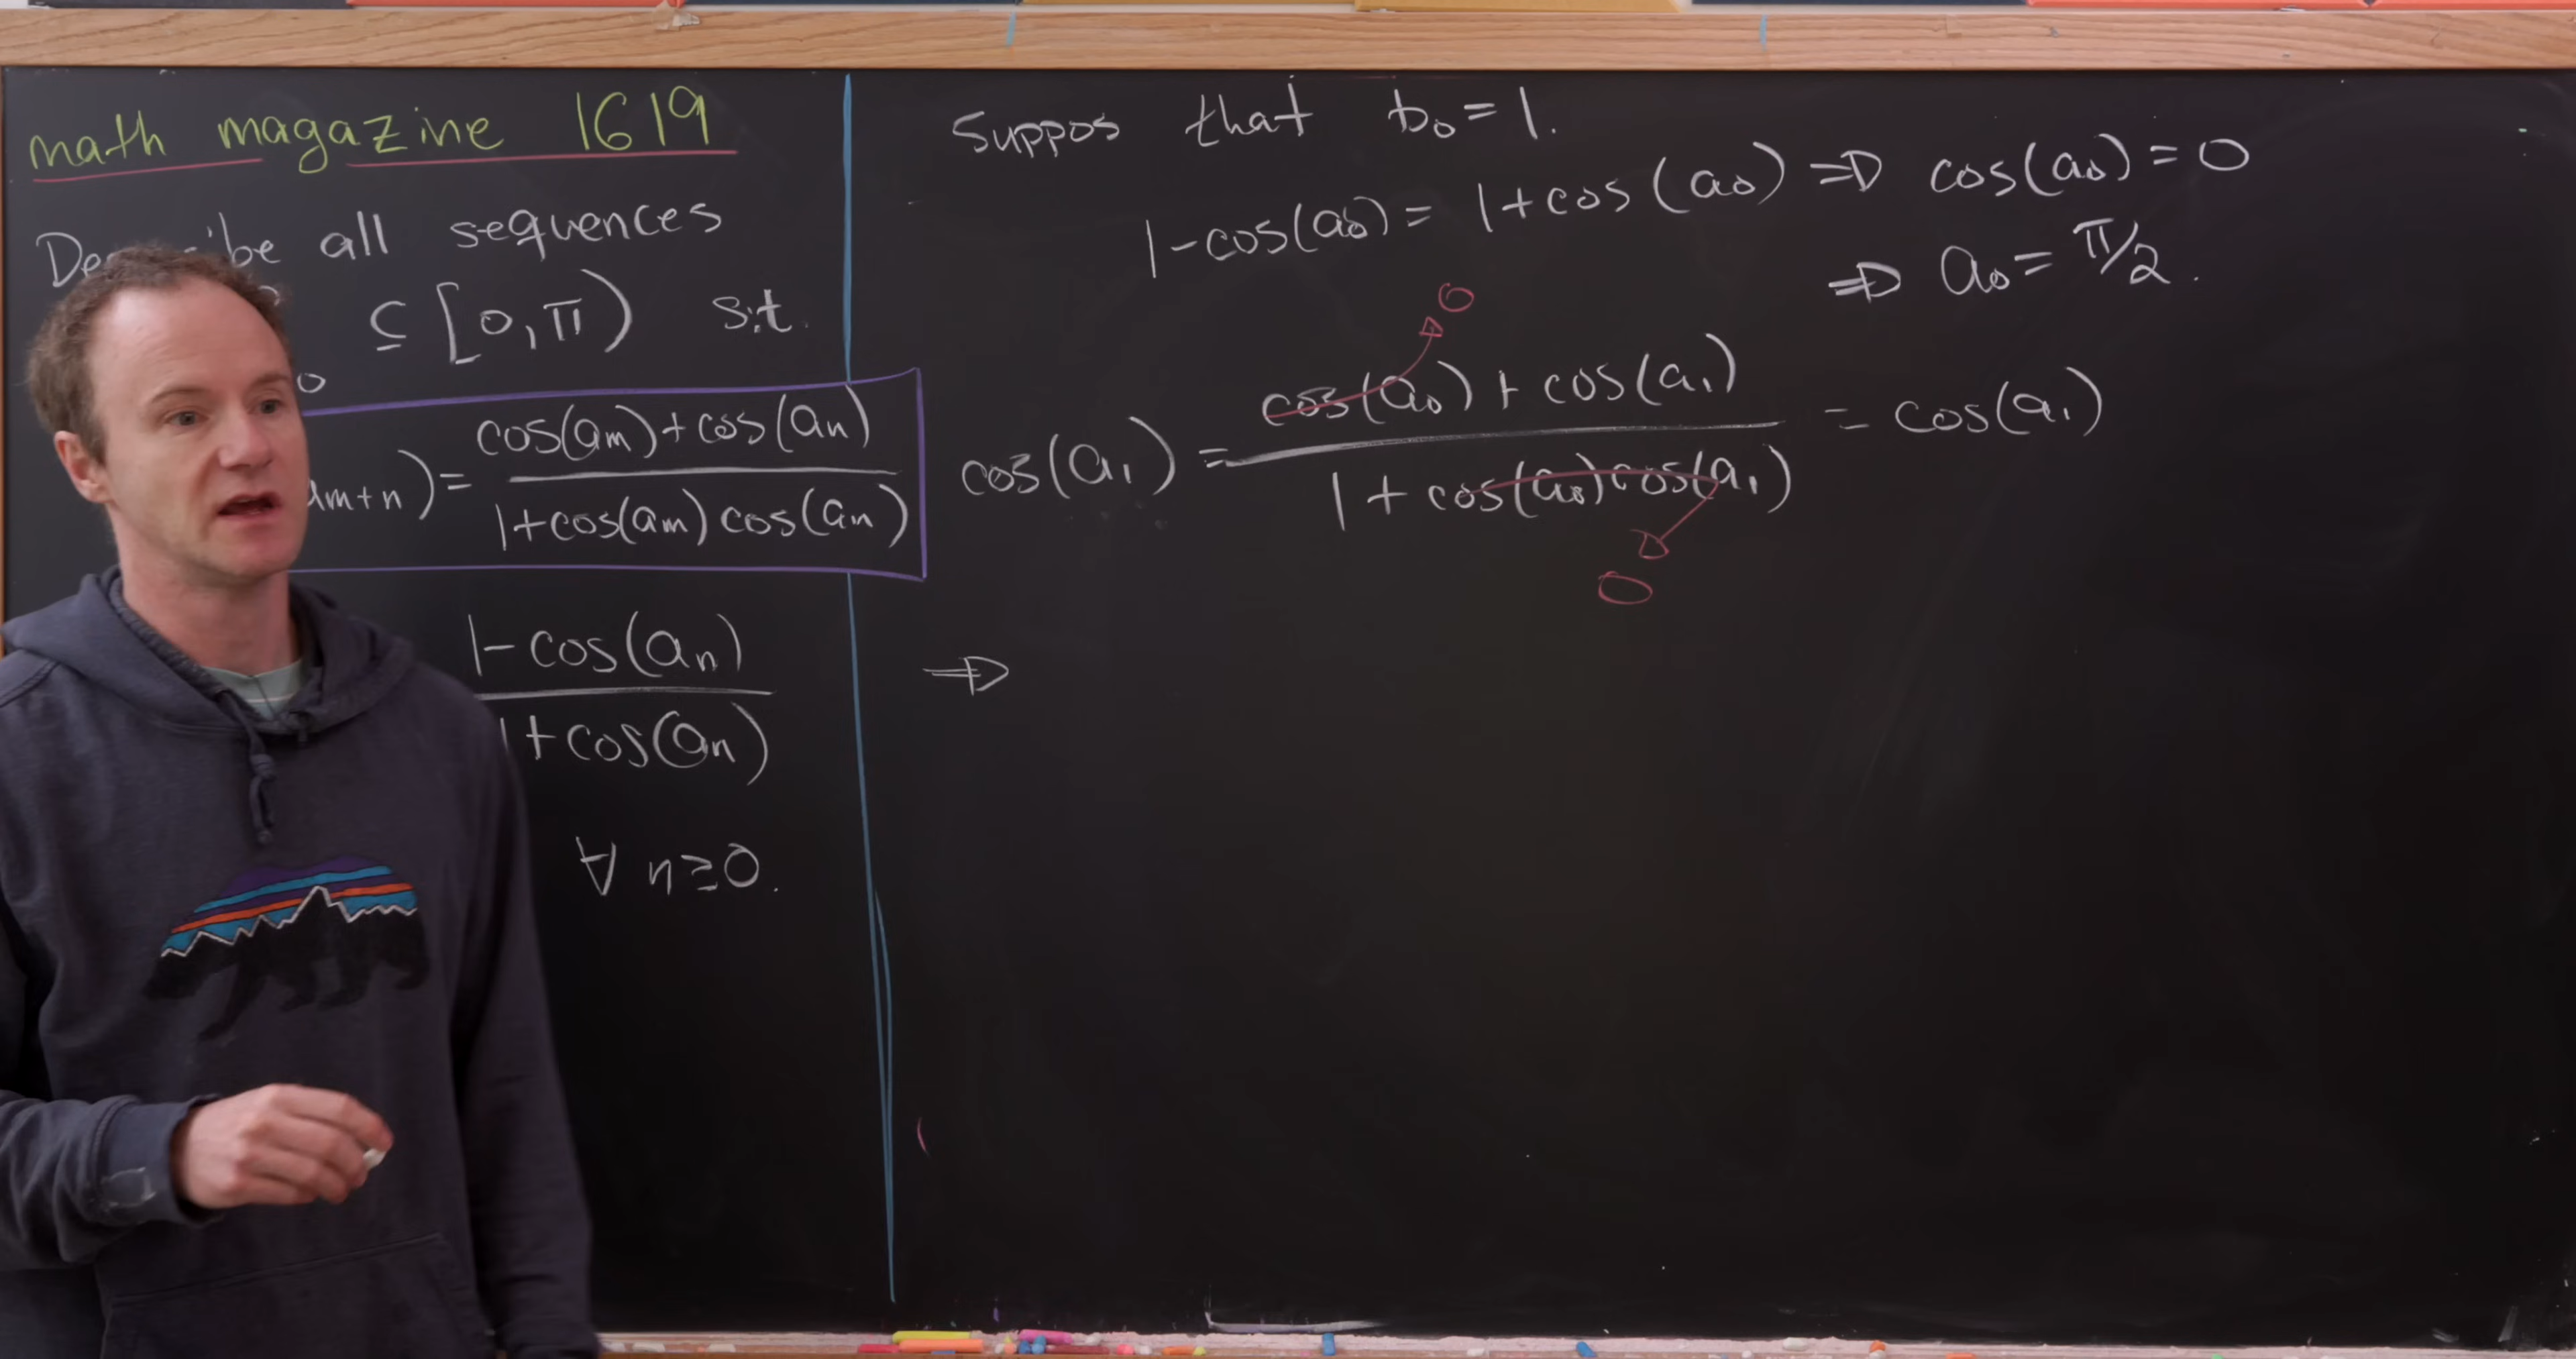 math magazine 1619
be all sequences
⊆ [0,π) s.t.
m+n) = cos(am)+cos(an) / 1+cos(am) cos(an)
1-cos(an) / 1+cos(an)
∀ n≥0.
Suppos that b₀=1.
1-cos(a₀) = 1+cos(a₀) ⇒ cos(a₀)=0
⇒ a₀= π/2.
0
cos(a₁) = cos(a₀)+cos(a₁) / 1+cos(a₀)cos(a₁) = cos(a₁)
0
⇒